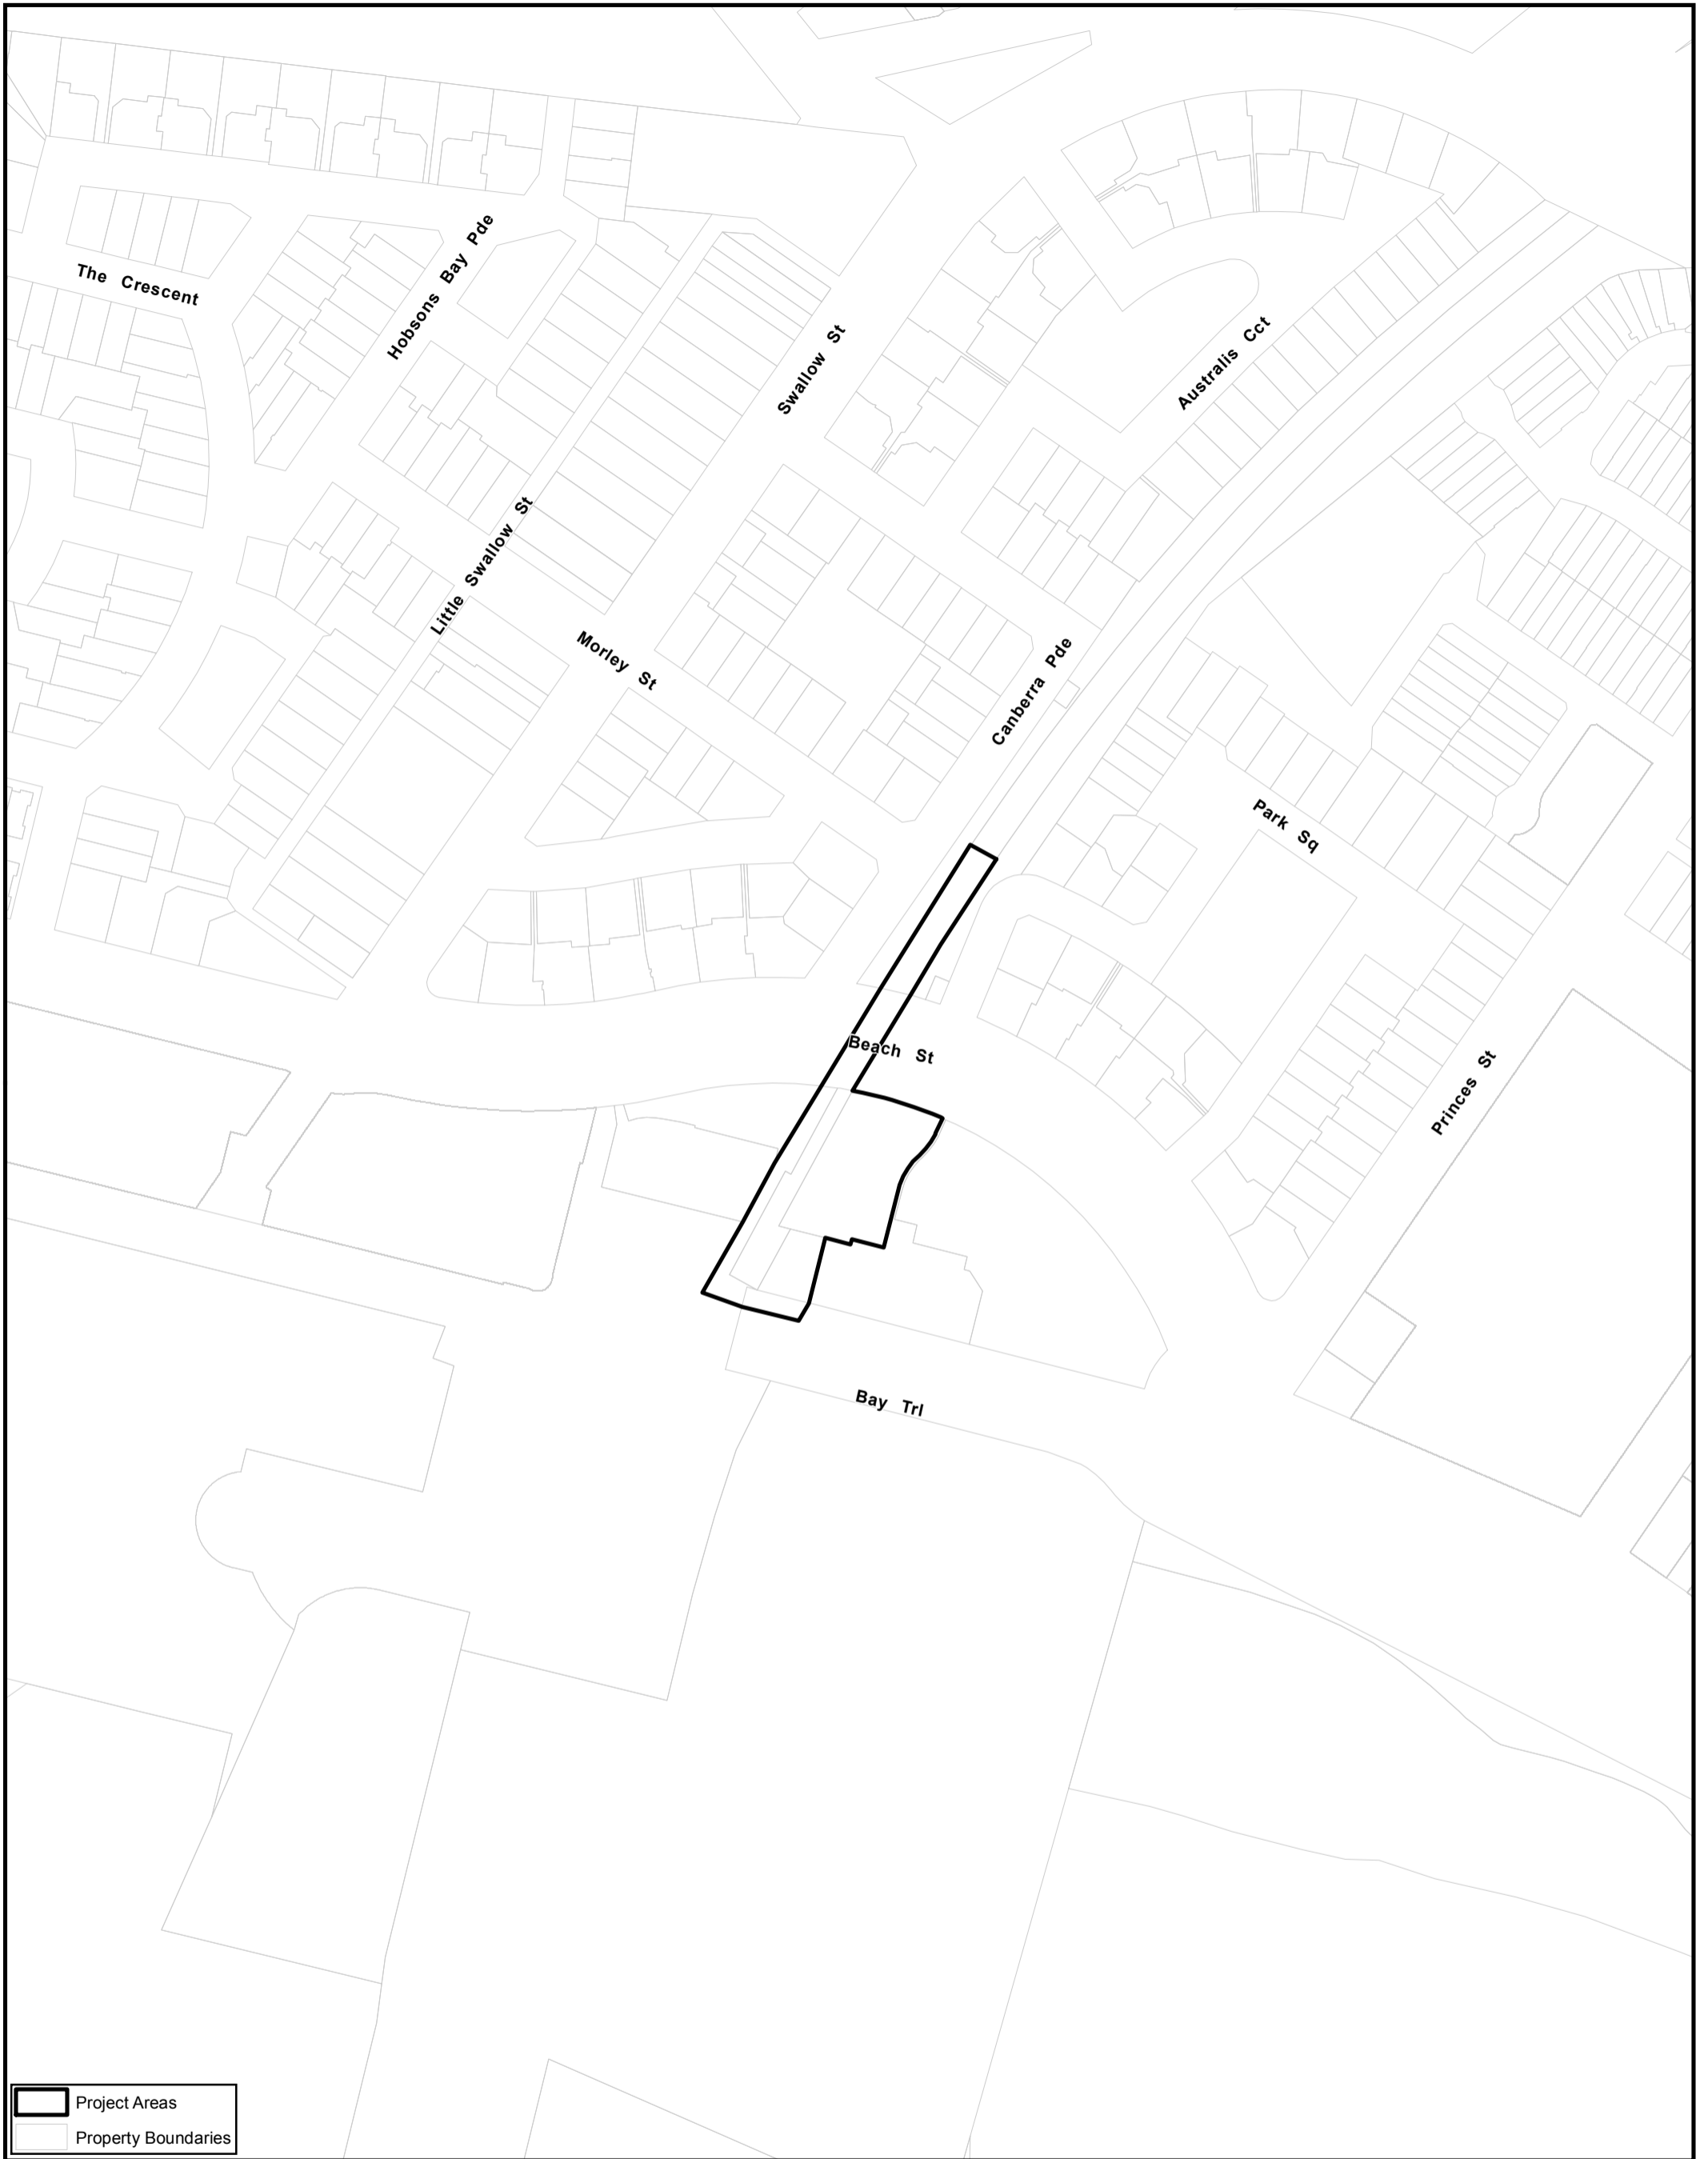 The Crescent
Hobsons Bay Pde
Swallow St
Australis Cct
Little Swallow St
Morley St
Canberra Pde
Park Sq
Beach St
Princes St
Bay Trl
Project Areas
Property Boundaries